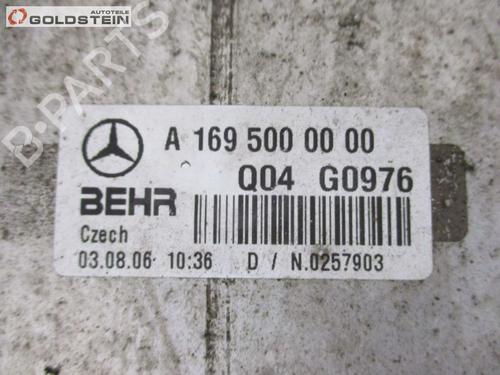 Autoteile
GOLDSTEIN
B-PARTS
A 169 500 00 00
Q04 G0976
BEHR
Czech
03.08.06 10:36 D / N.0257903